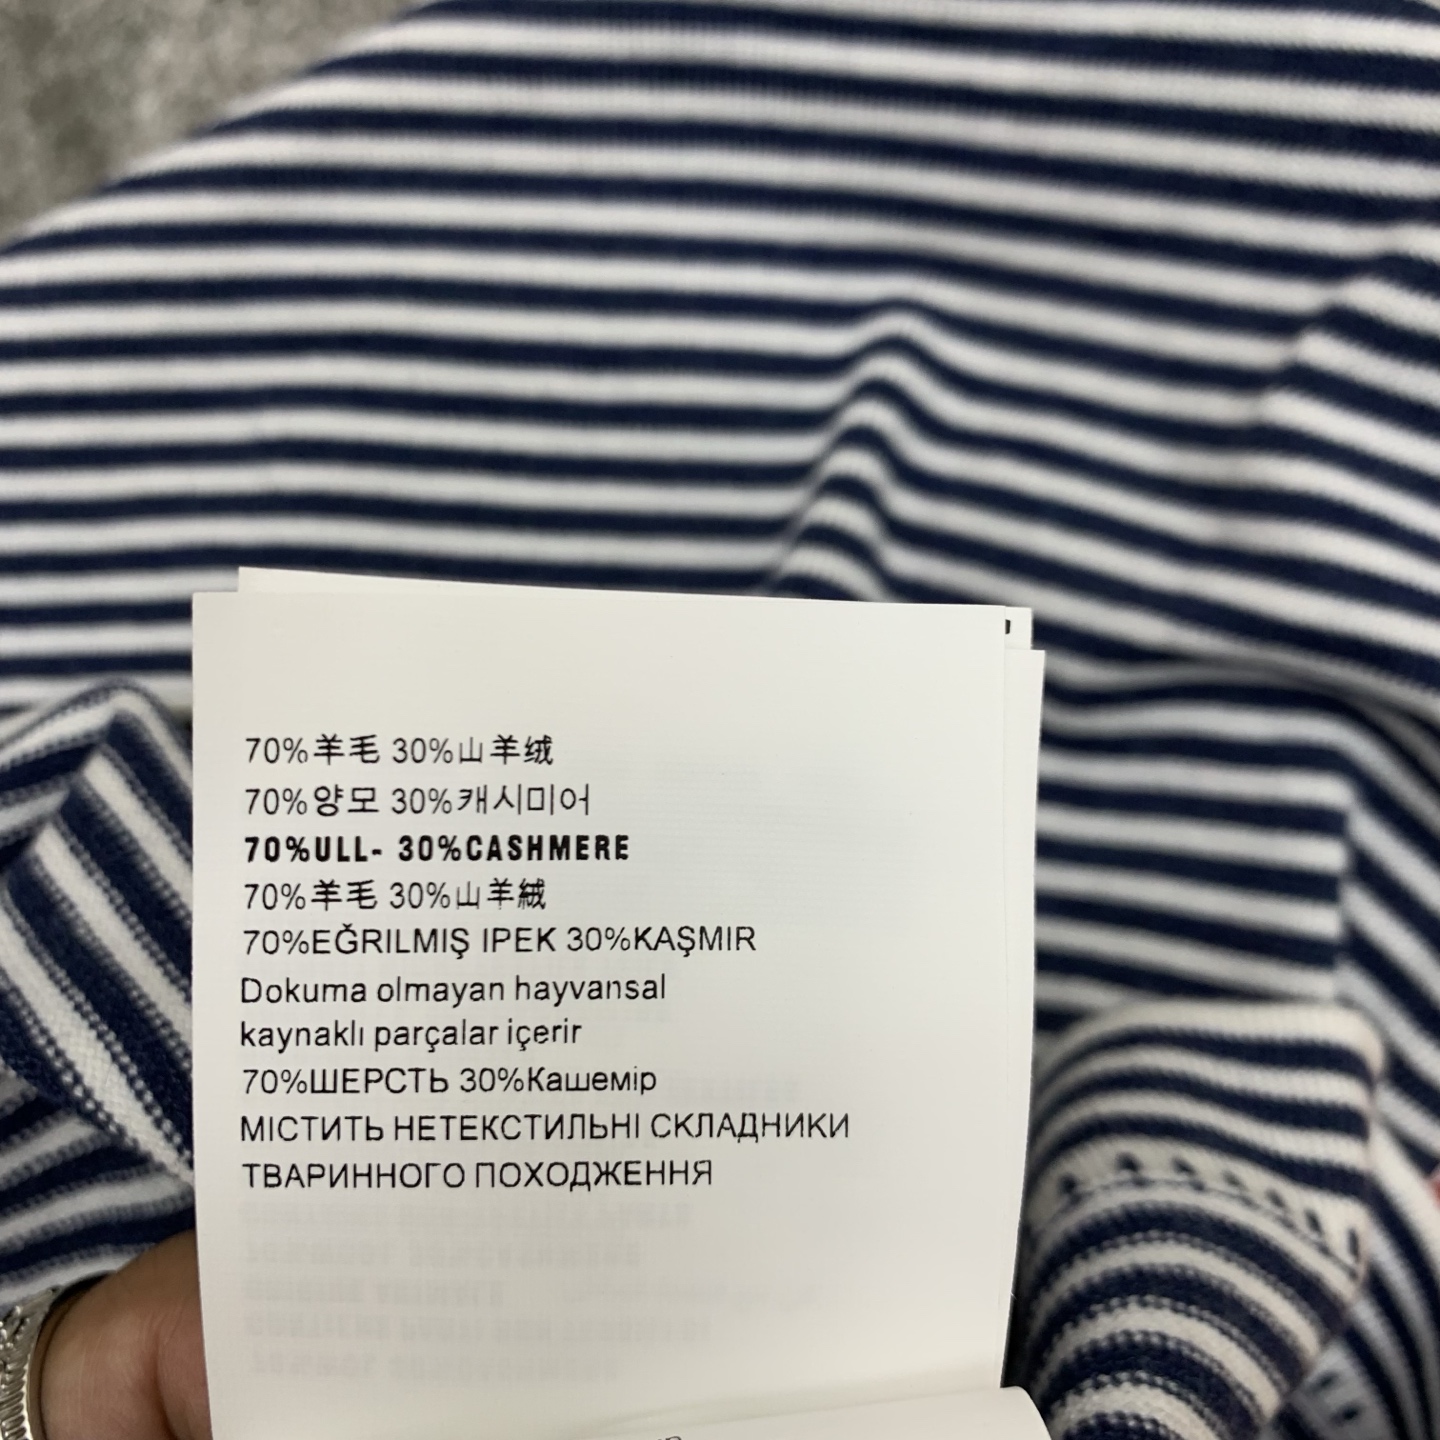 70%羊毛 30%山羊绒
70%양모 30%캐시미어
70%ULL- 30%CASHMERE
70%羊毛 30%山羊絨
70%EĞRILMIŞ IPEK 30%KAŞMIR
Dokuma olmayan hayvansal
kaynaklı parçalar içerir
70%ШЕРСТЬ 30%Кашемір
МІСТИТЬ НЕТЕКСТИЛЬНІ СКЛАДНИКИ
ТВАРИННОГО ПОХОДЖЕННЯ